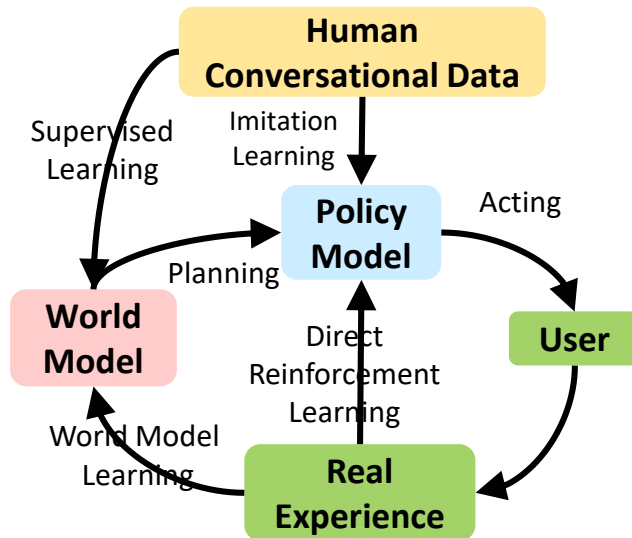 Human
Conversational Data
Supervised
Learning
Imitation
Learning
Policy
Model
Acting
Planning
World
Model
User
Direct
Reinforcement
Learning
World Model
Learning
Real
Experience